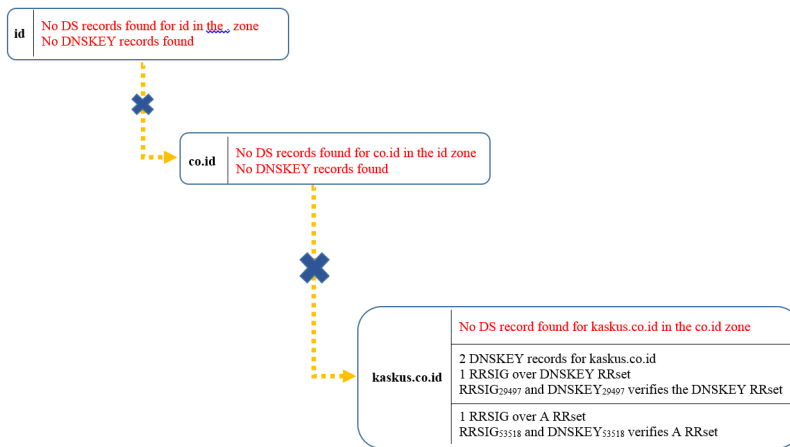 id
No DS records found for id in the . zone
No DNSKEY records found
co.id
No DS records found for co.id in the id zone
No DNSKEY records found
kaskus.co.id
No DS record found for kaskus.co.id in the co.id zone
2 DNSKEY records for kaskus.co.id
1 RRSIG over DNSKEY RRset
RRSIG29497 and DNSKEY29497 verifies the DNSKEY RRset
1 RRSIG over A RRset
RRSIG53518 and DNSKEY53518 verifies A RRset